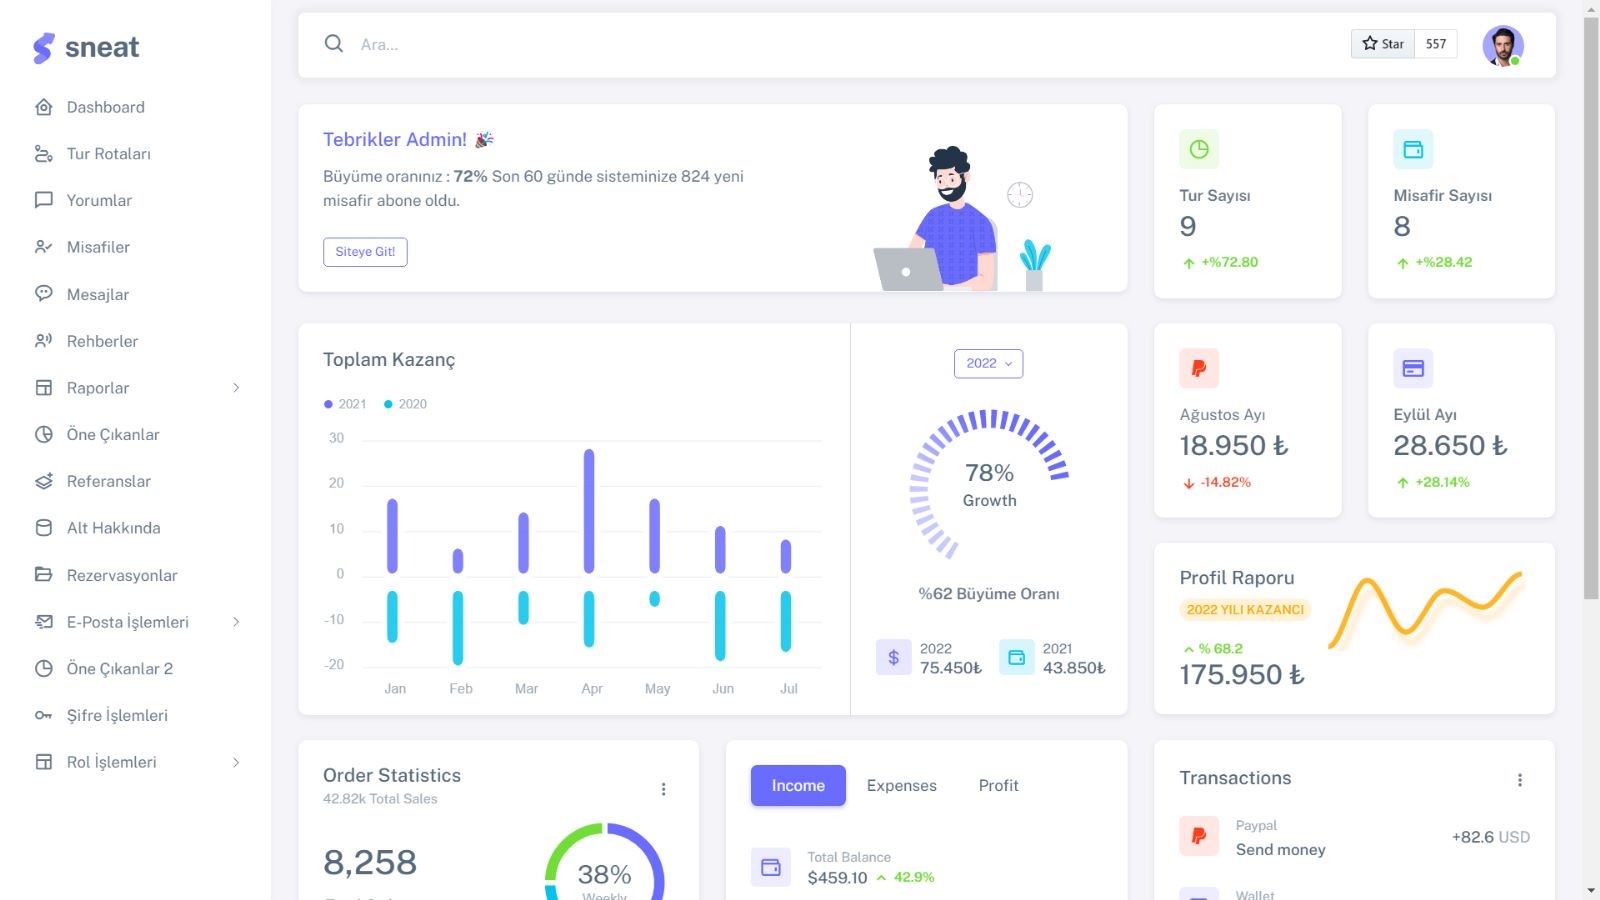 sneat
Dashboard
Tur Rotaları
Yorumlar
Misafiler
Mesajlar
Rehberler
Raporlar
Öne Çıkanlar
Referanslar
Alt Hakkında
Rezervasyonlar
E-Posta İşlemleri
Öne Çıkanlar 2
Şifre İşlemleri
Rol İşlemleri
Ara...
Star 557
Tebrikler Admin!
Büyüme oranınız : 72% Son 60 günde sisteminize 824 yeni
misafir abone oldu.
Siteye Git!
Tur Sayısı
9
+%72.80
Misafir Sayısı
8
+%28.42
Toplam Kazanç
2021 2020
30
20
10
0
-10
-20
Jan Feb Mar Apr May Jun Jul
2022
78%
Growth
%62 Büyüme Oranı
2022
75.450₺
2021
43.850₺
Ağustos Ayı
18.950 ₺
-14.82%
Eylül Ayı
28.650 ₺
+28.14%
Profil Raporu
2022 YILI KAZANCI
% 68.2
175.950 ₺
Order Statistics
42.82k Total Sales
8,258
38%
Weekly
Income Expenses Profit
Total Balance
$459.10 42.9%
Transactions
Paypal
Send money
+82.6 USD
Wallet